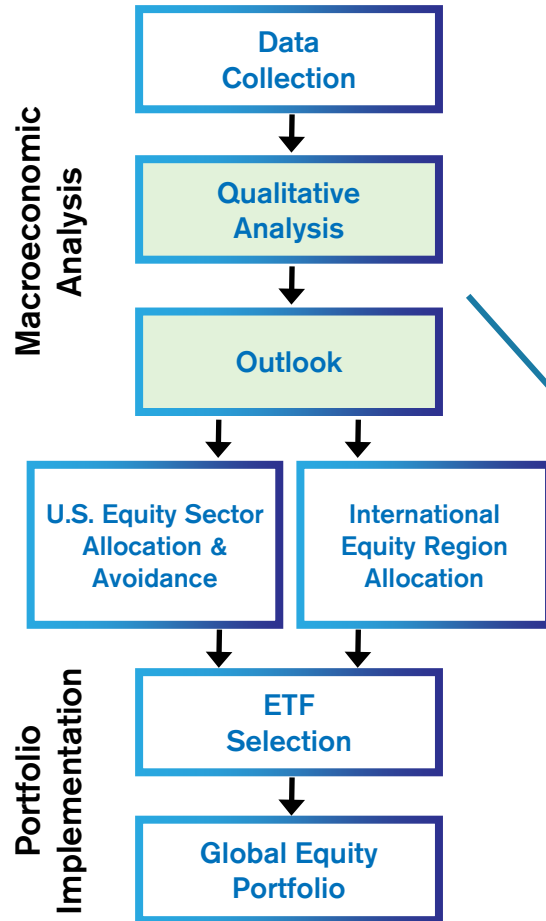 Macroeconomic
Analysis
Data
Collection
Qualitative
Analysis
Outlook
U.S. Equity Sector
Allocation &
Avoidance
International
Equity Region
Allocation
Portfolio
Implementation
ETF
Selection
Global Equity
Portfolio